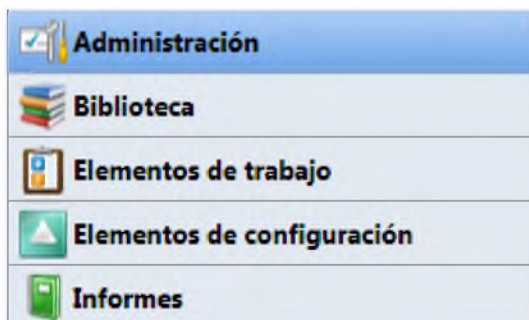 Administración
Biblioteca
Elementos de trabajo
Elementos de configuración
Informes